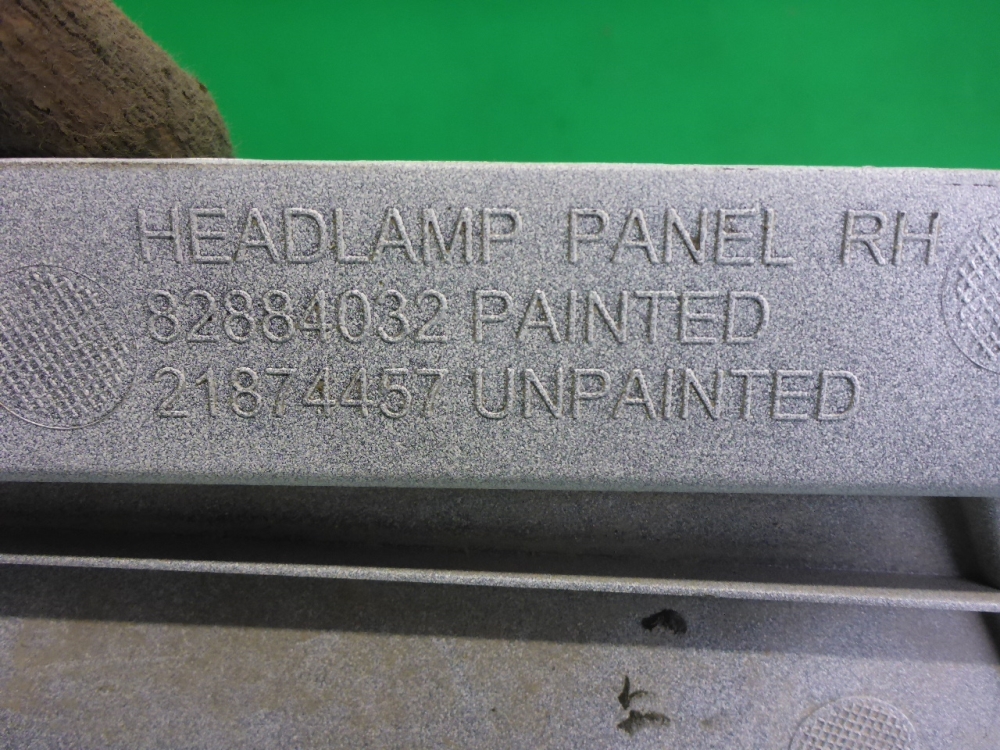 HEADLAMP PANEL RH
82884032 PAINTED
21874457 UNPAINTED